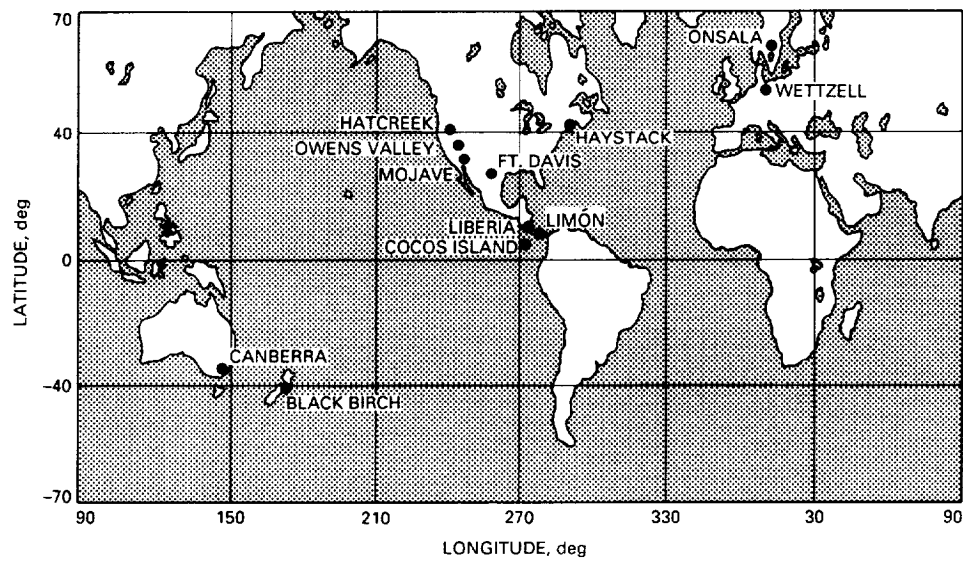 70
ONSALA
WETTZELL
HATCREEK
40
HAYSTACK
OWENS VALLEY
FT. DAVIS
MOJAVE
LIBERIA
LIMÓN
COCOS ISLAND
0
LATITUDE, deg
CANBERRA
-40
BLACK BIRCH
-70
90 150 210 270 330 30 90
LONGITUDE, deg